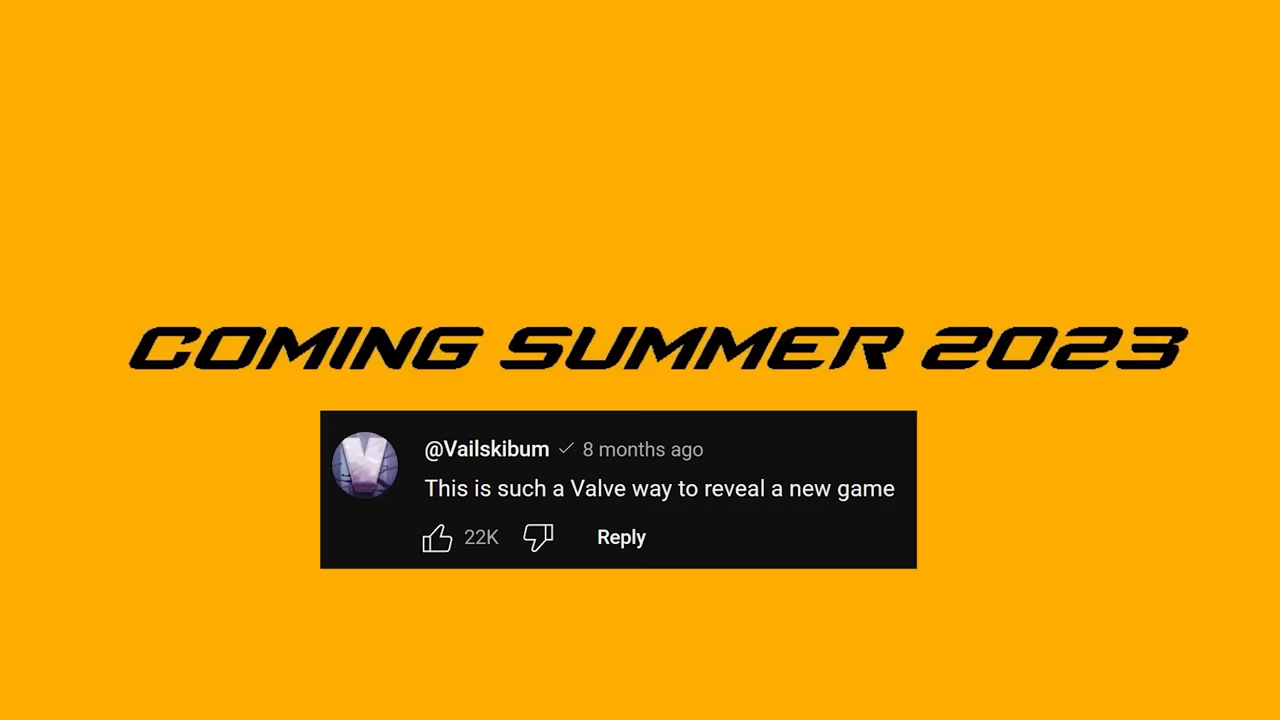 COMING SUMMER 2023
@Vailskibum 8 months ago
This is such a Valve way to reveal a new game
22K Reply